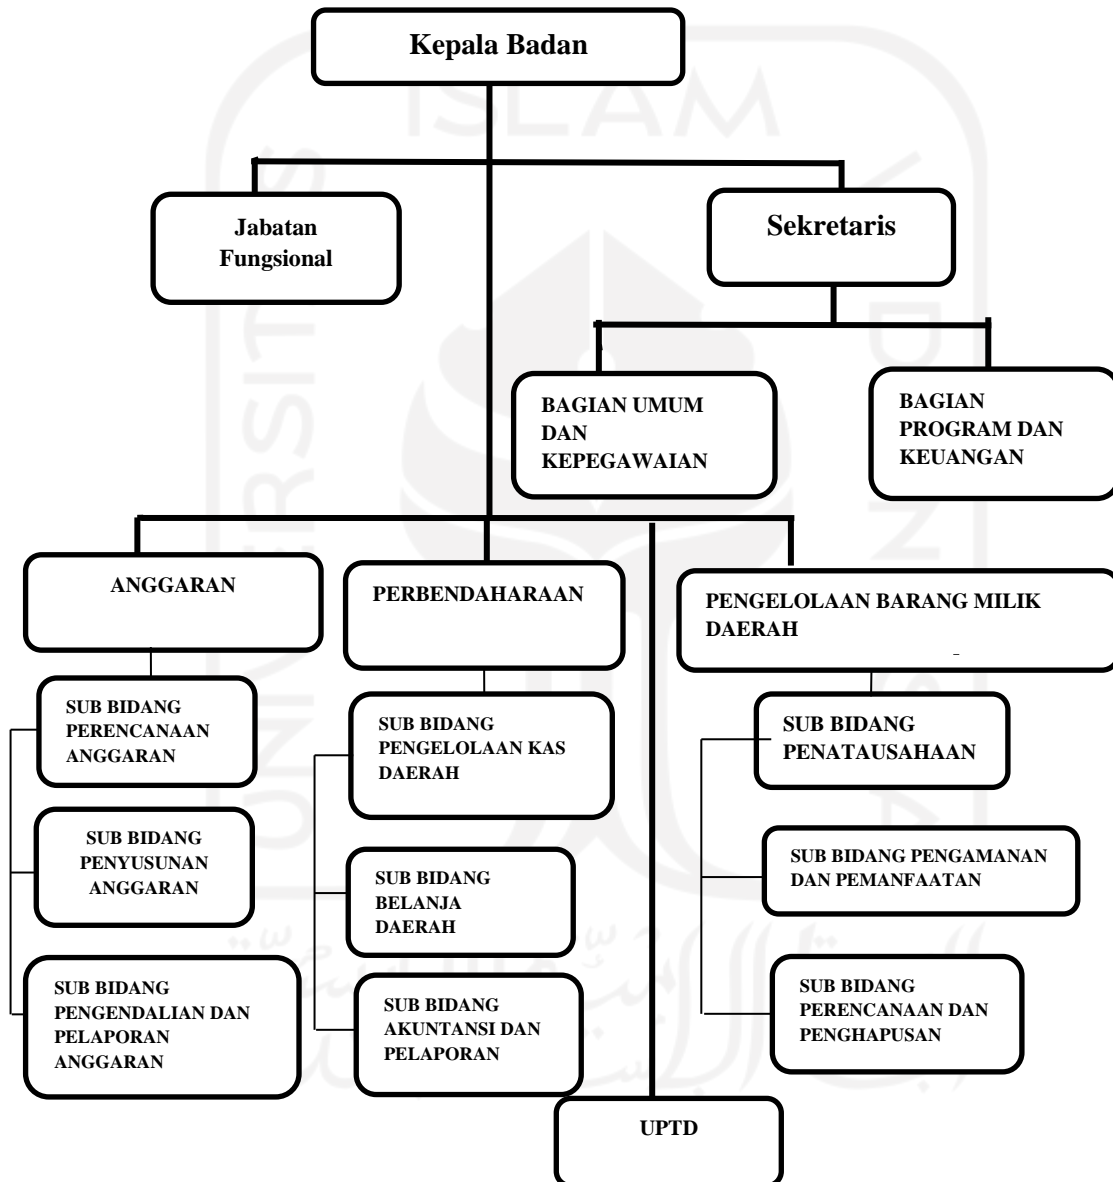 Kepala Badan
Jabatan
Fungsional
Sekretaris
BAGIAN UMUM
DAN
KEPEGAWAIAN
BAGIAN
PROGRAM DAN
KEUANGAN
ANGGARAN
PERBENDAHARAAN
PENGELOLAAN BARANG MILIK
DAERAH
SUB BIDANG
PERENCANAAN
ANGGARAN
SUB BIDANG
PENGELOLAAN KAS
DAERAH
SUB BIDANG
PENATAUSAHAAN
SUB BIDANG
PENYUSUNAN
ANGGARAN
SUB BIDANG
BELANJA
DAERAH
SUB BIDANG PENGAMANAN
DAN PEMANFAATAN
SUB BIDANG
PENGENDALIAN DAN
PELAPORAN
ANGGARAN
SUB BIDANG
AKUNTANSI DAN
PELAPORAN
SUB BIDANG
PERENCANAAN DAN
PENGHAPUSAN
UPTD
ISLAM